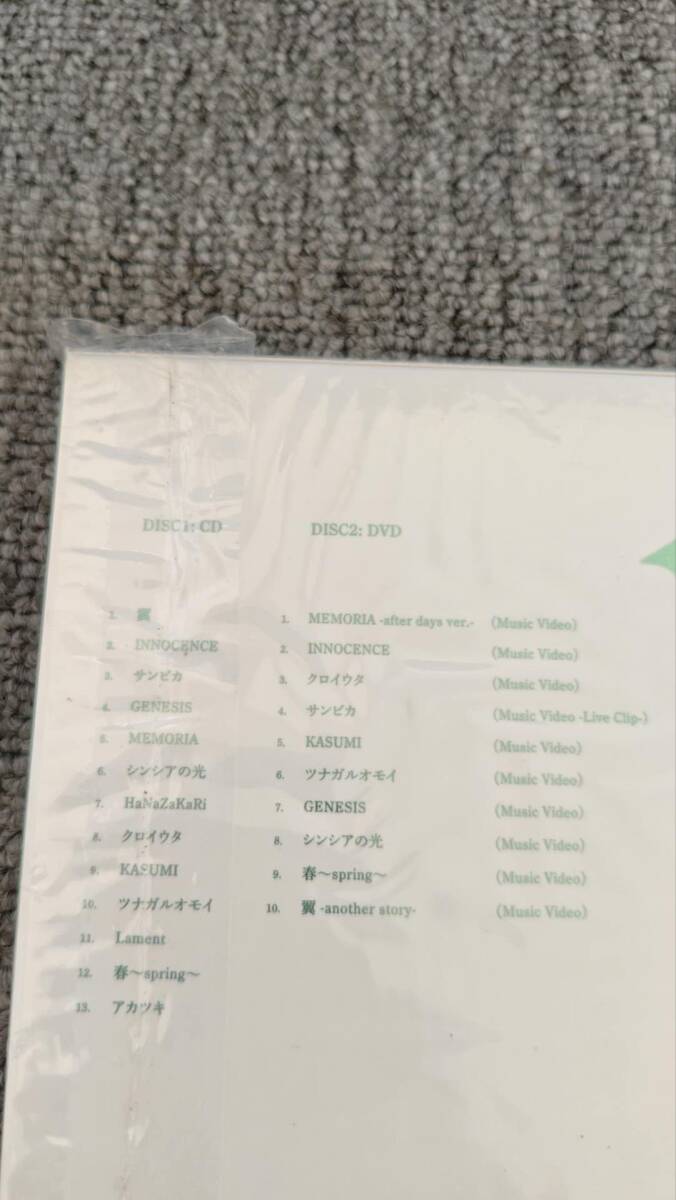 DISC1: CD
1. 翼
2. INNOCENCE
3. サンビカ
4. GENESIS
5. MEMORIA
6. シンシアの光
7. HaNaZaKaRi
8. クロイウタ
9. KASUMI
10. ツナガルオモイ
11. Lament
12. 春〜spring〜
13. アカツキ
DISC2: DVD
1. MEMORIA -after days ver.- (Music Video)
2. INNOCENCE (Music Video)
3. クロイウタ (Music Video)
4. サンビカ (Music Video -Live Clip-)
5. KASUMI (Music Video)
6. ツナガルオモイ (Music Video)
7. GENESIS (Music Video)
8. シンシアの光 (Music Video)
9. 春〜spring〜 (Music Video)
10. 翼 -another story- (Music Video)